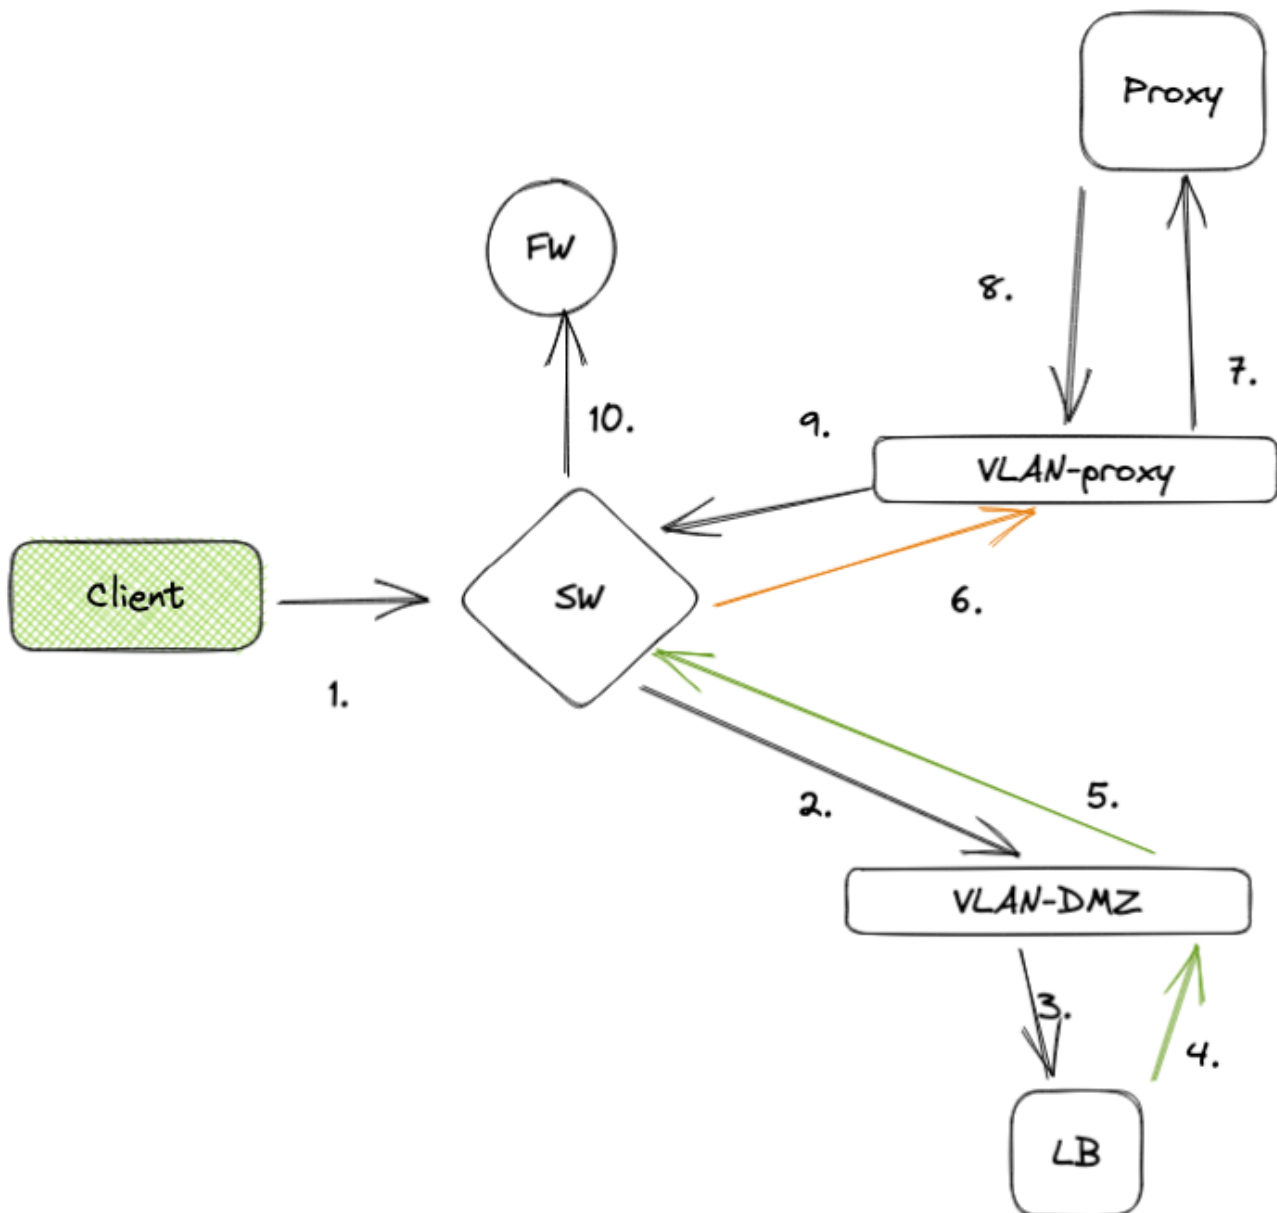 Proxy
FW
8.
7.
10.
9.
VLAN-proxy
Client
SW
6.
1.
2.
5.
VLAN-DMZ
3.
4.
LB